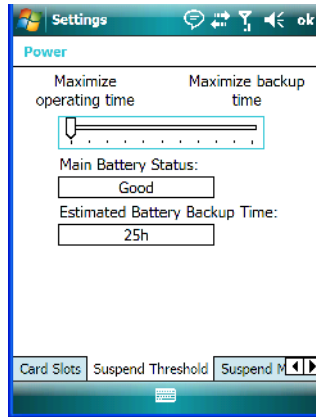 Settings ok
Power
Maximize Maximize backup
operating time time
Main Battery Status:
Good
Estimated Battery Backup Time:
25h
Card Slots Suspend Threshold Suspend M